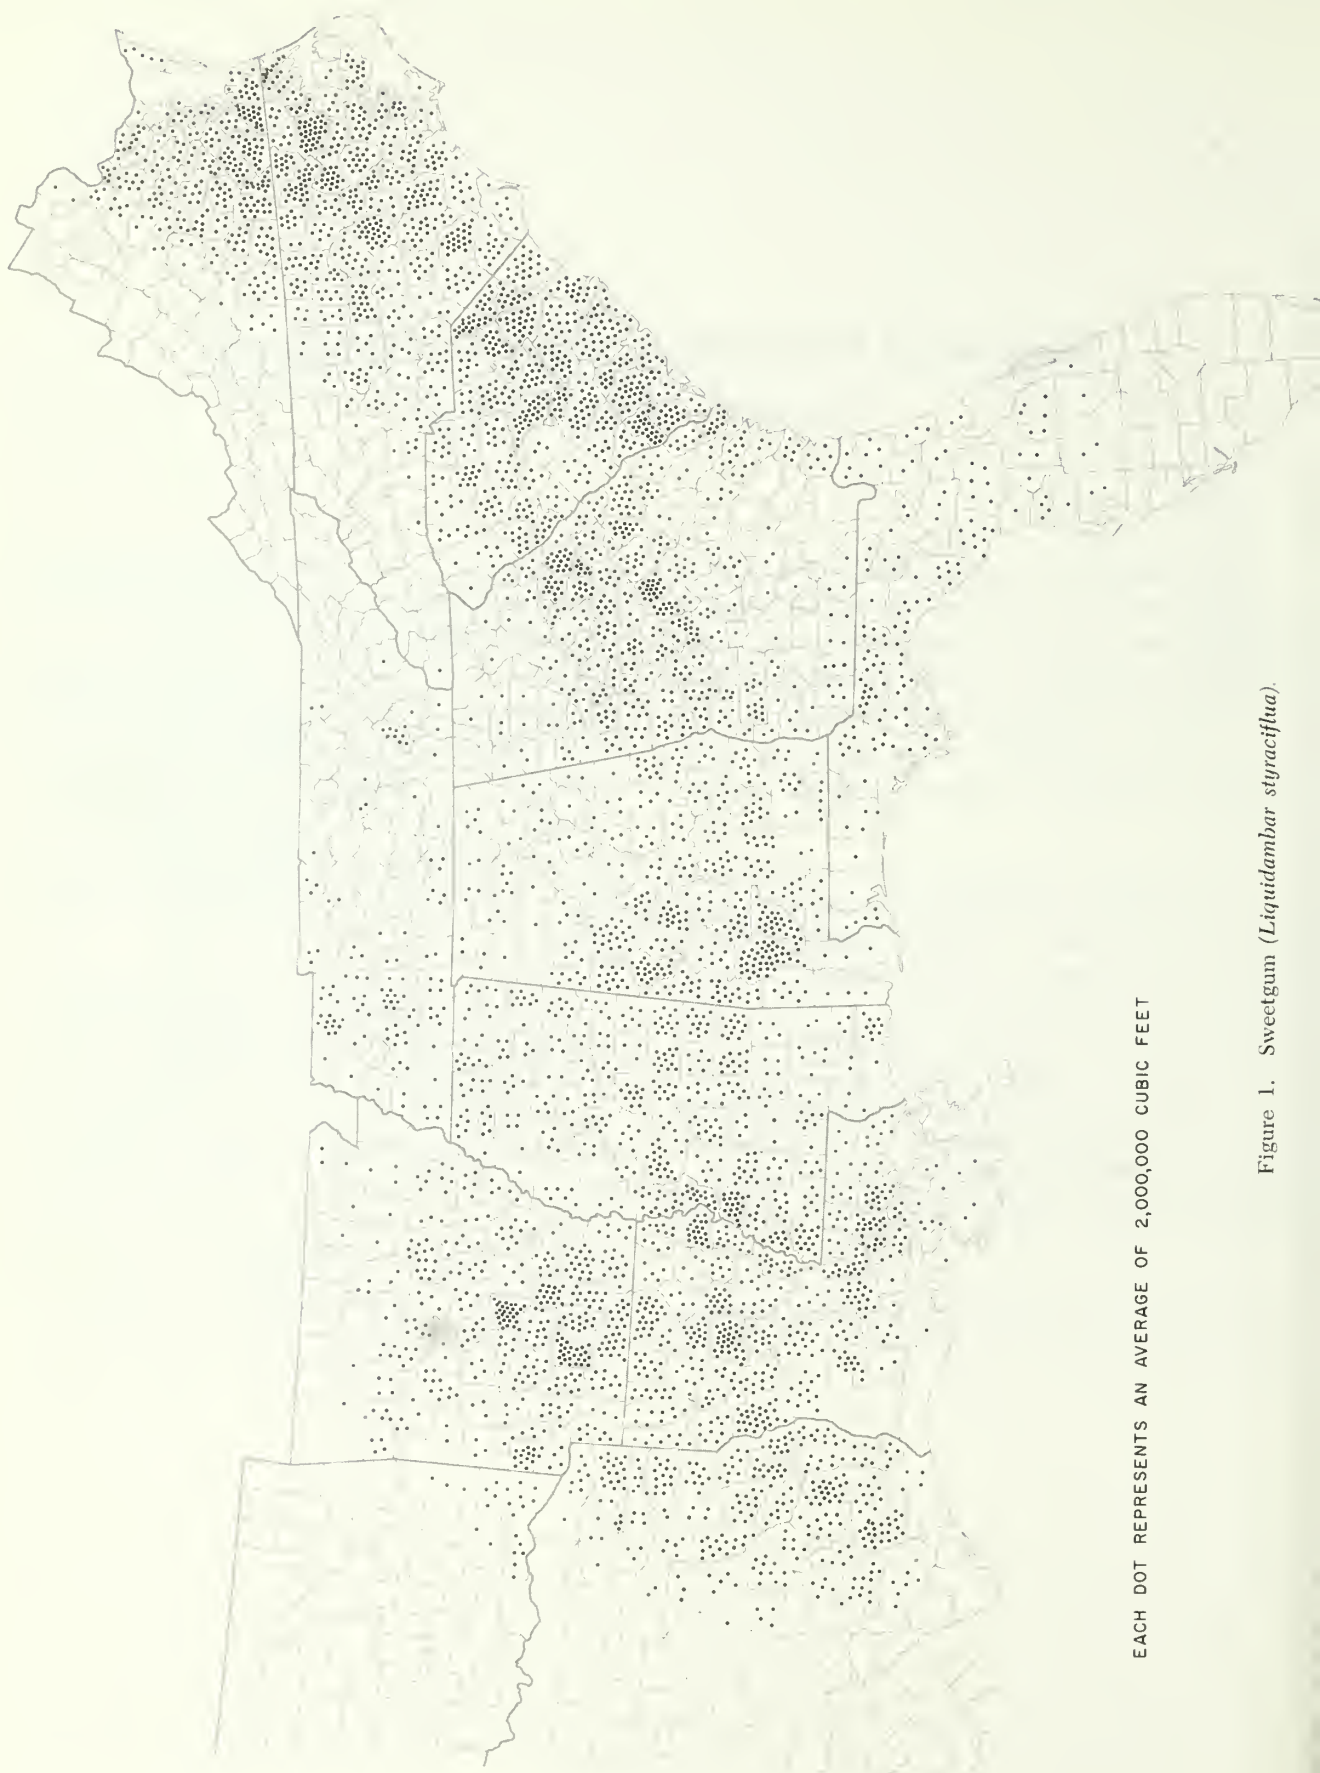 EACH DOT REPRESENTS AN AVERAGE OF 2,000,000 CUBIC FEET
Figure 1. Sweetgum (Liquidambar styraciflua).